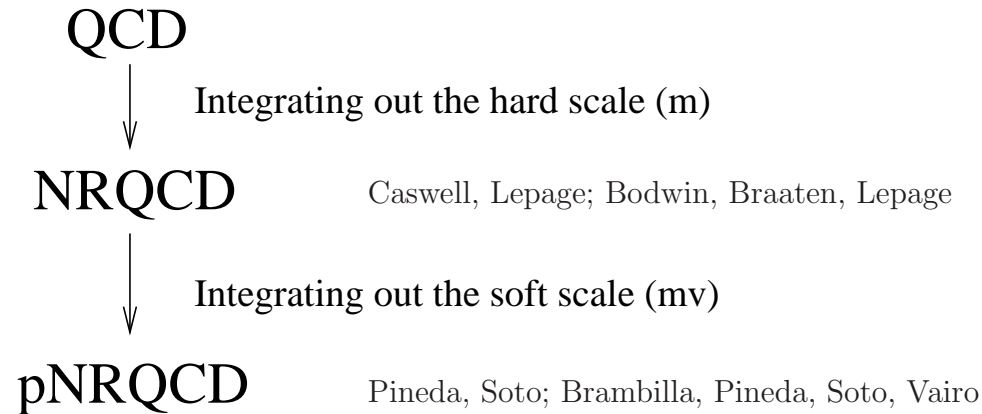 QCD
Integrating out the hard scale (m)
NRQCD
Caswell, Lepage; Bodwin, Braaten, Lepage
Integrating out the soft scale (mv)
pNRQCD
Pineda, Soto; Brambilla, Pineda, Soto, Vairo